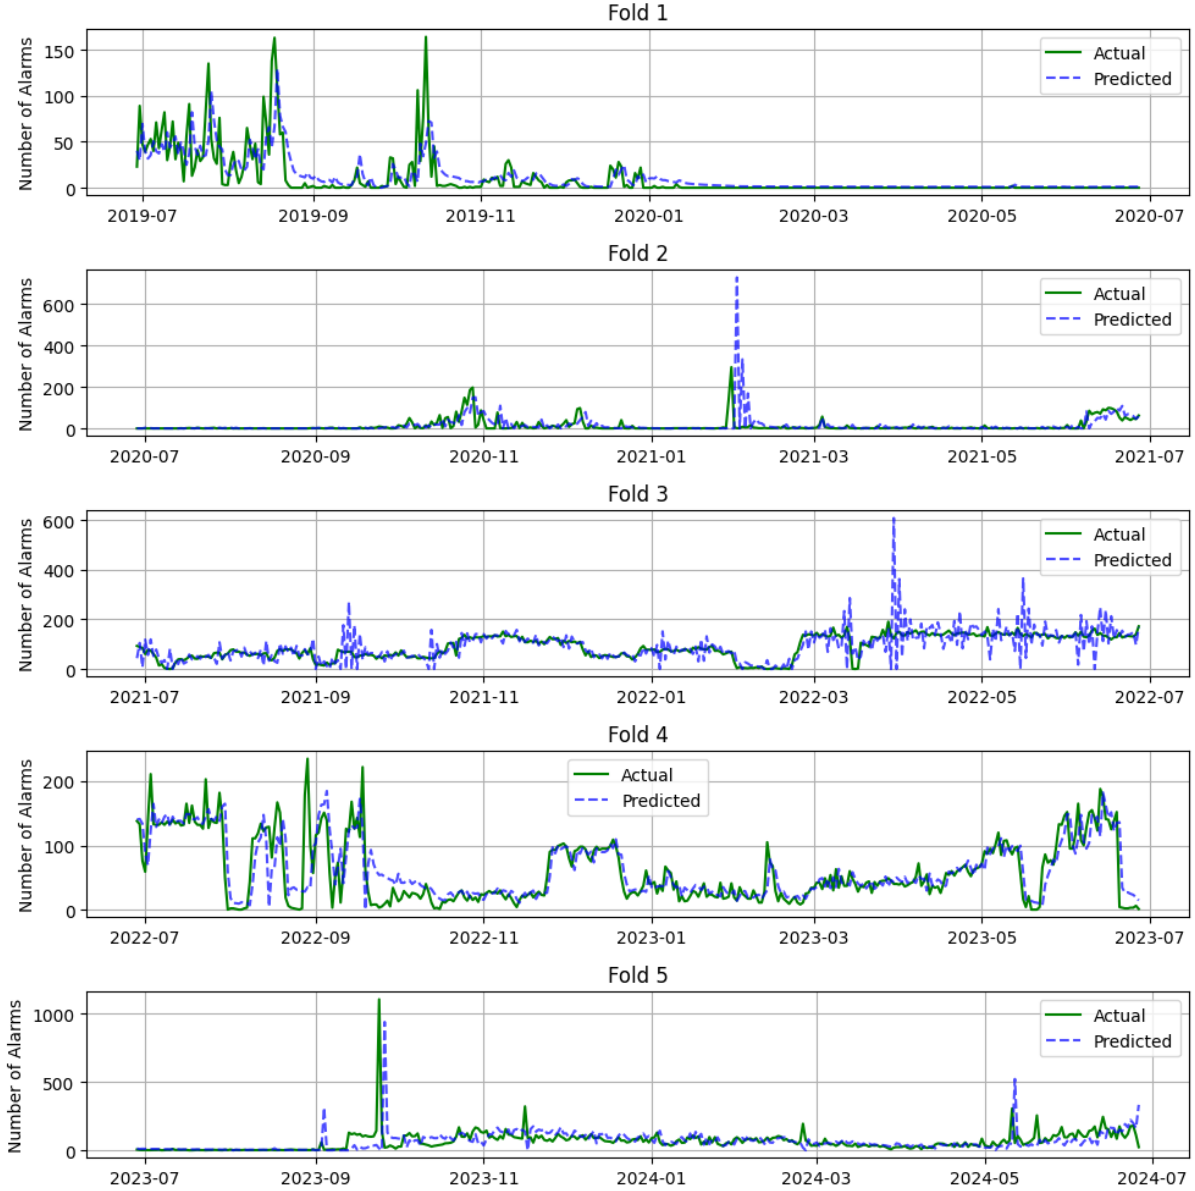 Fold 1
Number of Alarms
150
100
50
0
Actual
Predicted
2019-07 2019-09 2019-11 2020-01 2020-03 2020-05 2020-07
Fold 2
Number of Alarms
600
400
200
0
Actual
Predicted
2020-07 2020-09 2020-11 2021-01 2021-03 2021-05 2021-07
Fold 3
Number of Alarms
600
400
200
0
Actual
Predicted
2021-07 2021-09 2021-11 2022-01 2022-03 2022-05 2022-07
Fold 4
Number of Alarms
200
100
0
Actual
Predicted
2022-07 2022-09 2022-11 2023-01 2023-03 2023-05 2023-07
Fold 5
Number of Alarms
1000
500
0
Actual
Predicted
2023-07 2023-09 2023-11 2024-01 2024-03 2024-05 2024-07